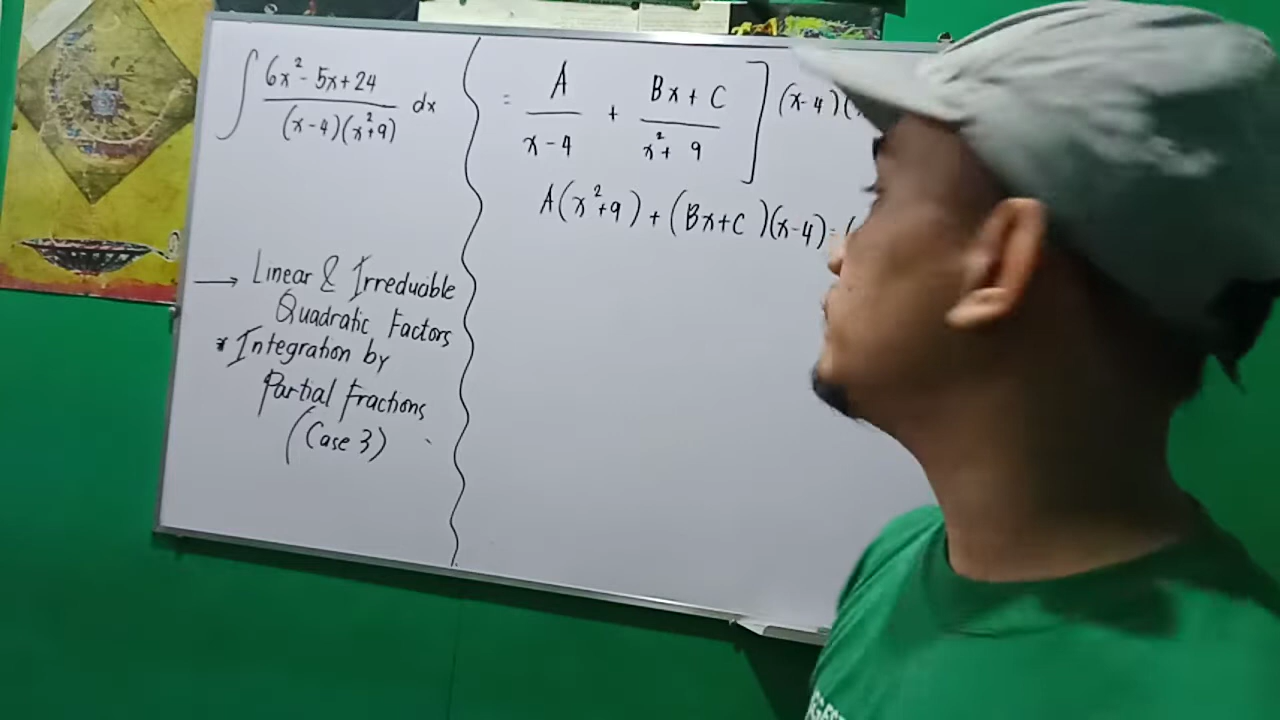 ∫ 6x² - 5x + 24 / (x - 4)(x² + 9) dx
→ Linear & Irreducible
Quadratic Factors
* Integration by
Partial Fractions
(Case 3)
= A / x - 4 + Bx + C / x² + 9 ] (x - 4)(
A(x² + 9) + (Bx + C)(x - 4) = (